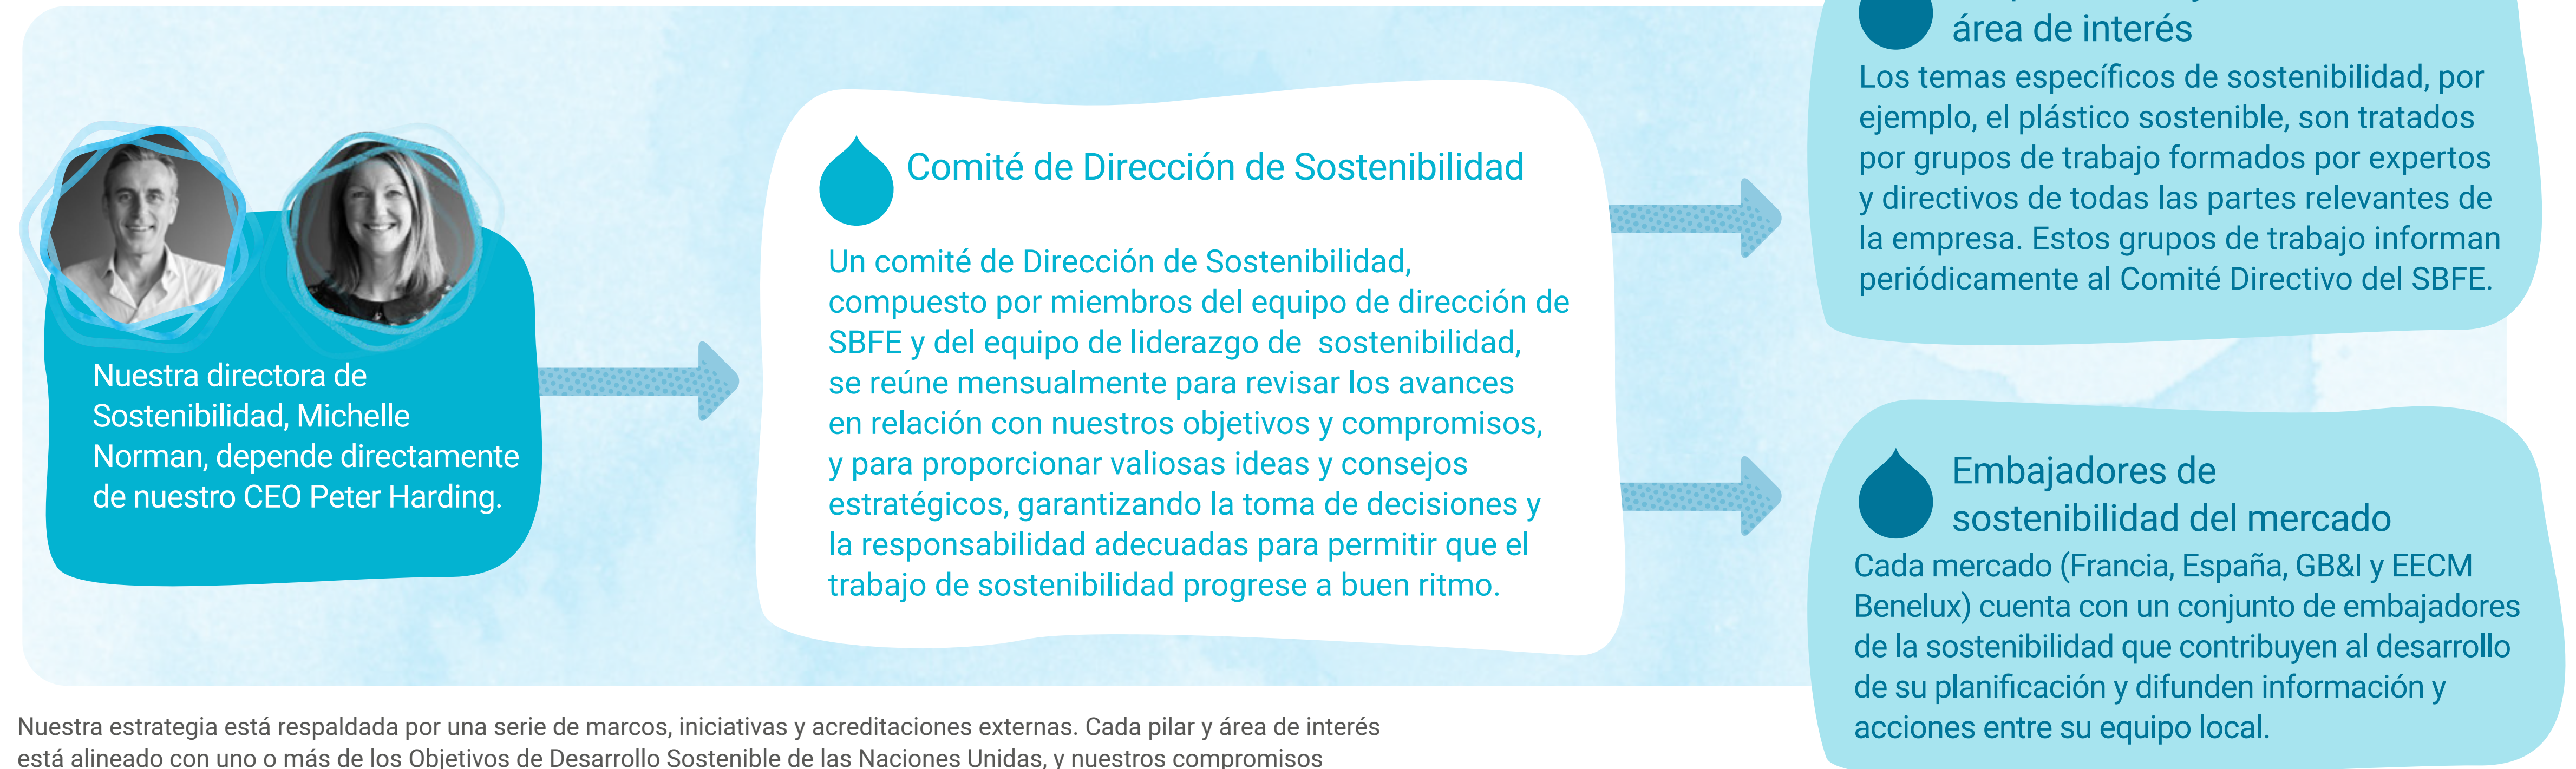 Nuestra directora de
Sostenibilidad, Michelle
Norman, depende directamente
de nuestro CEO Peter Harding.
Comité de Dirección de Sostenibilidad
Un comité de Dirección de Sostenibilidad,
compuesto por miembros del equipo de dirección de
SBFE y del equipo de liderazgo de sostenibilidad,
se reúne mensualmente para revisar los avances
en relación con nuestros objetivos y compromisos,
y para proporcionar valiosas ideas y consejos
estratégicos, garantizando la toma de decisiones y
la responsabilidad adecuadas para permitir que el
trabajo de sostenibilidad progrese a buen ritmo.
área de interés
Los temas específicos de sostenibilidad, por
ejemplo, el plástico sostenible, son tratados
por grupos de trabajo formados por expertos
y directivos de todas las partes relevantes de
la empresa. Estos grupos de trabajo informan
periódicamente al Comité Directivo del SBFE.
Embajadores de
sostenibilidad del mercado
Cada mercado (Francia, España, GB&I y EECM
Benelux) cuenta con un conjunto de embajadores
de la sostenibilidad que contribuyen al desarrollo
de su planificación y difunden información y
acciones entre su equipo local.
Nuestra estrategia está respaldada por una serie de marcos, iniciativas y acreditaciones externas. Cada pilar y área de interés
está alineado con uno o más de los Objetivos de Desarrollo Sostenible de las Naciones Unidas, y nuestros compromisos